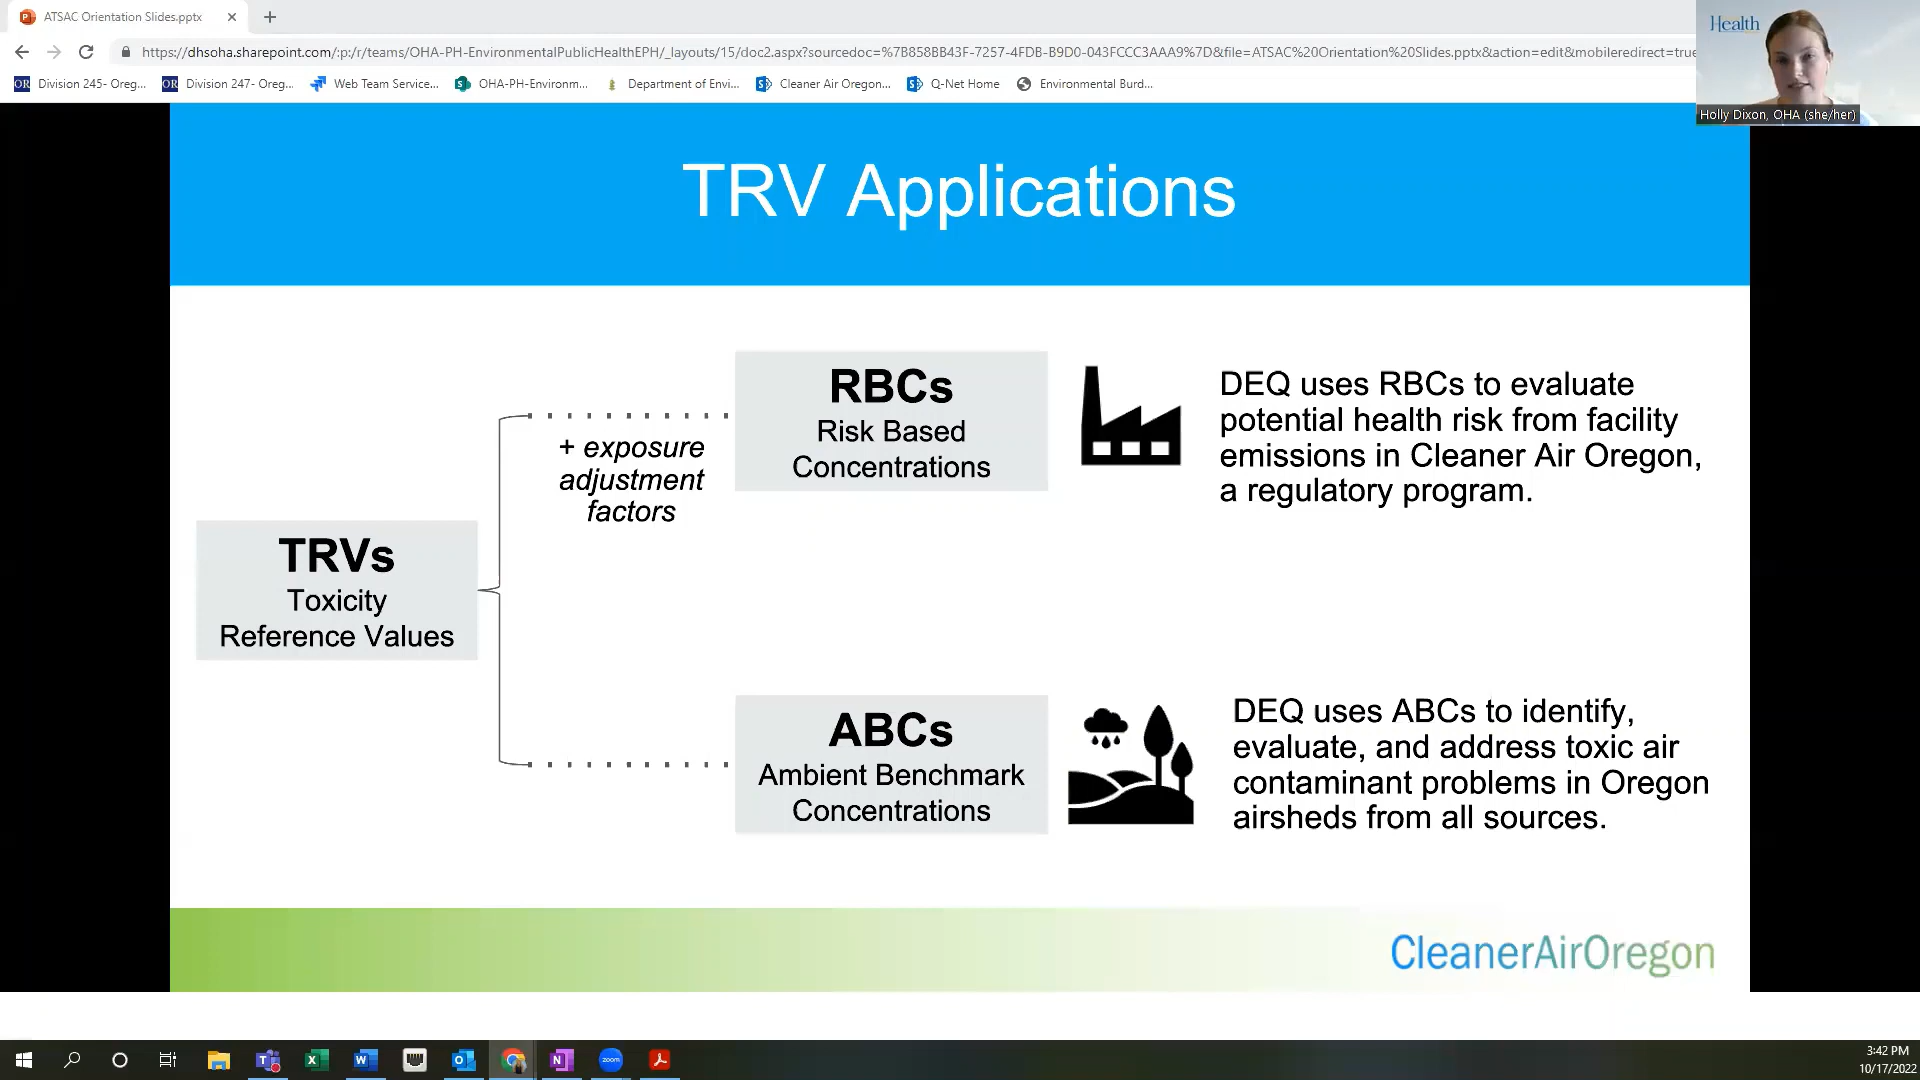 ATSAC Orientation Slides.pptx
https://dhsoha.sharepoint.com/:p:/r/teams/OHA-PH-EnvironmentalPublicHealthEPH/_layouts/15/doc2.aspx?sourcedoc=%7B858BB43F-7257-4FDB-B9D0-043FCCC3AAA9%7D&file=ATSAC%20Orientation%20Slides.pptx&action=edit&mobileredirect=true
OR Division 245- Oreg... OR Division 247- Oreg... Web Team Service... OHA-PH-Environm... Department of Envi... Cleaner Air Oregon... Q-Net Home Environmental Burd...
Health
Holly Dixon, OHA (she/her)
TRV Applications
TRVs
Toxicity
Reference Values
+ exposure
adjustment
factors
RBCs
Risk Based
Concentrations
DEQ uses RBCs to evaluate
potential health risk from facility
emissions in Cleaner Air Oregon,
a regulatory program.
ABCs
Ambient Benchmark
Concentrations
DEQ uses ABCs to identify,
evaluate, and address toxic air
contaminant problems in Oregon
airsheds from all sources.
CleanerAirOregon
zoom
3:42 PM
10/17/2022